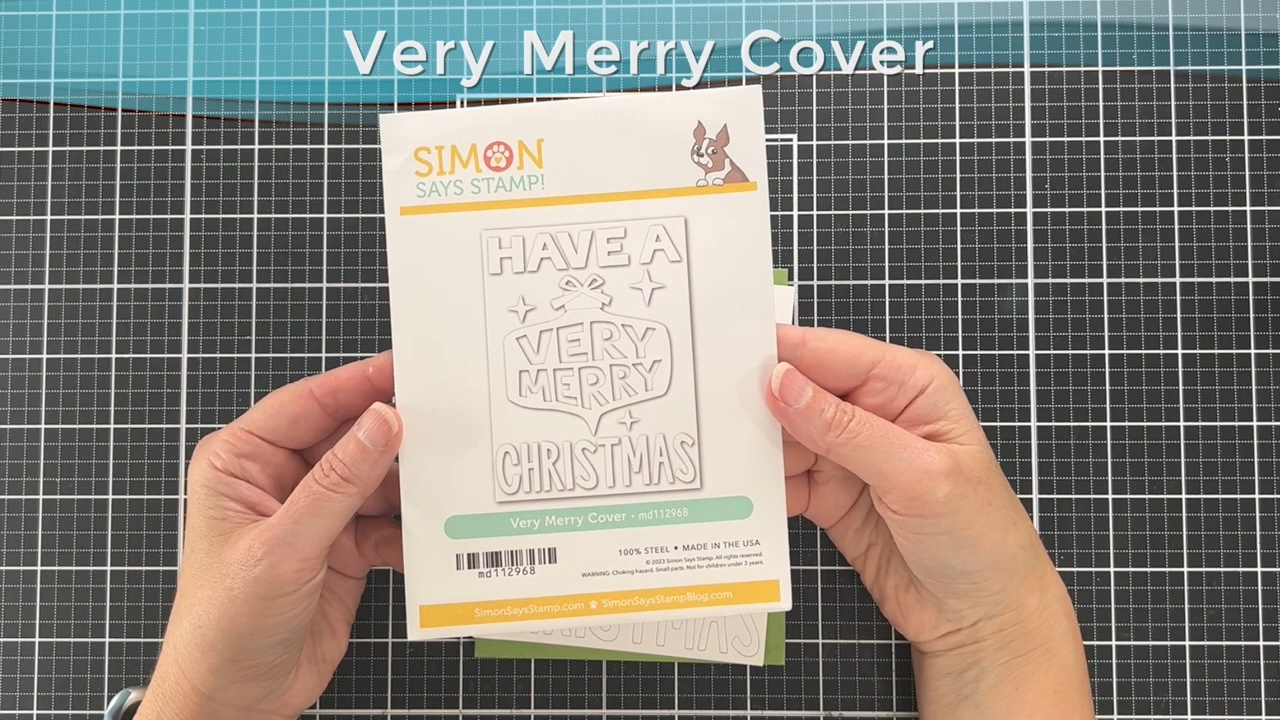 Very Merry Cover
SIMON
SAYS STAMP!
HAVE A
VERY
MERRY
CHRISTMAS
Very Merry Cover • md112968
md112968
100% STEEL • MADE IN THE USA
© 2023 Simon Says Stamp. All rights reserved.
WARNING: Choking hazard. Small parts. Not for children under 3 years.
SimonSaysStamp.com SimonSaysStampBlog.com
CHRISTMAS